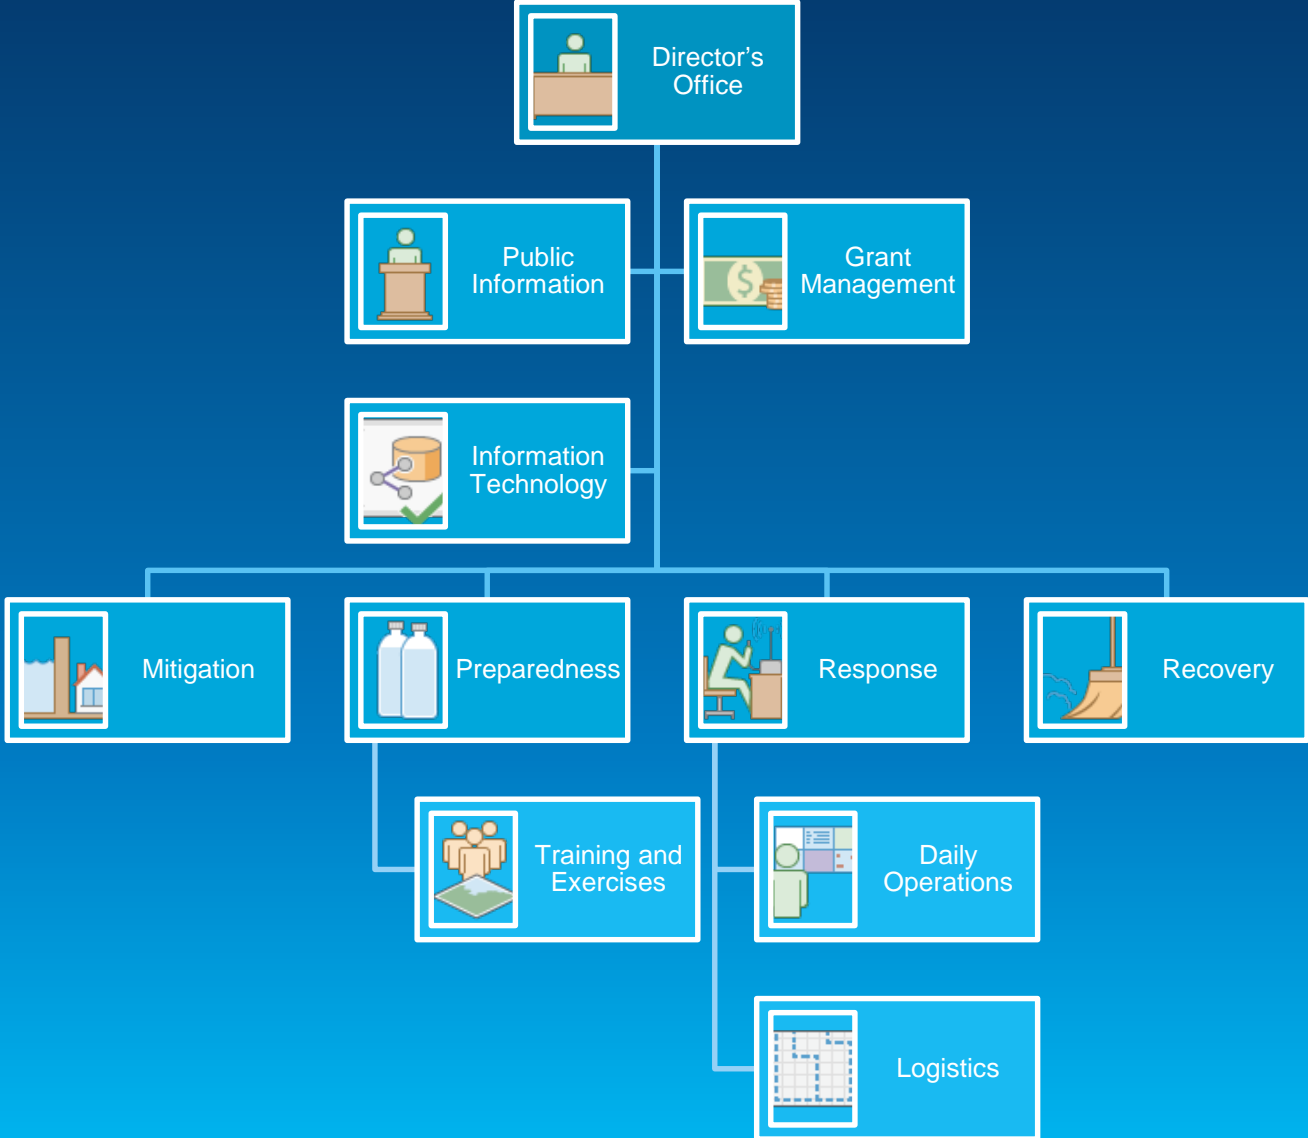 Director’s
Office
Public
Information
Grant
Management
Information
Technology
Mitigation
Preparedness
Response
Recovery
Training and
Exercises
Daily
Operations
Logistics